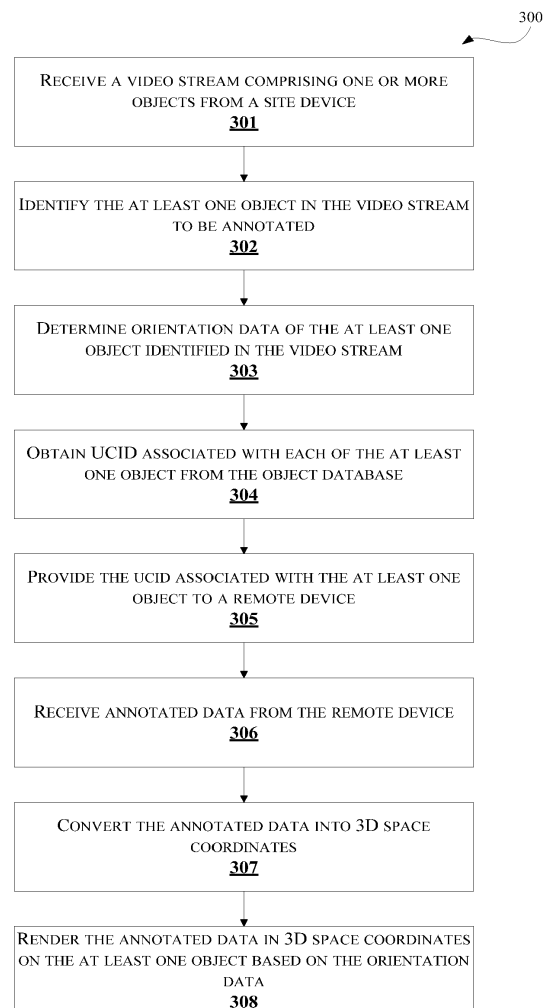 300
RECEIVE A VIDEO STREAM COMPRISING ONE OR MORE
OBJECTS FROM A SITE DEVICE
301
IDENTIFY THE AT LEAST ONE OBJECT IN THE VIDEO STREAM
TO BE ANNOTATED
302
DETERMINE ORIENTATION DATA OF THE AT LEAST ONE
OBJECT IDENTIFIED IN THE VIDEO STREAM
303
OBTAIN UCID ASSOCIATED WITH EACH OF THE AT LEAST
ONE OBJECT FROM THE OBJECT DATABASE
304
PROVIDE THE UCID ASSOCIATED WITH THE AT LEAST ONE
OBJECT TO A REMOTE DEVICE
305
RECEIVE ANNOTATED DATA FROM THE REMOTE DEVICE
306
CONVERT THE ANNOTATED DATA INTO 3D SPACE
COORDINATES
307
RENDER THE ANNOTATED DATA IN 3D SPACE COORDINATES
ON THE AT LEAST ONE OBJECT BASED ON THE ORIENTATION
DATA
308